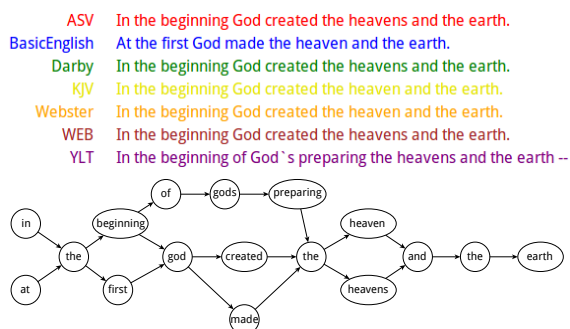 ASV In the beginning God created the heavens and the earth.
BasicEnglish At the first God made the heaven and the earth.
Darby In the beginning God created the heavens and the earth.
KJV In the beginning God created the heaven and the earth.
Webster In the beginning God created the heaven and the earth.
WEB In the beginning God created the heavens and the earth.
YLT In the beginning of God`s preparing the heavens and the earth --
of gods preparing
in beginning heaven
the god created the and the earth
at first heavens
made